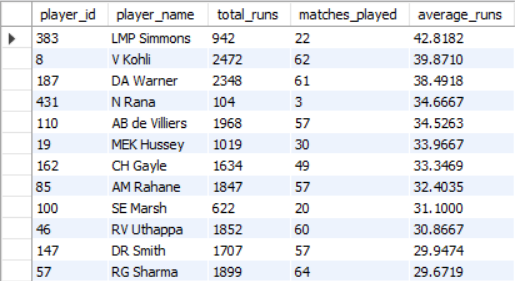 player_id player_name total_runs matches_played average_runs
383 LMP Simmons 942 22 42.8182
8 V Kohli 2472 62 39.8710
187 DA Warner 2348 61 38.4918
431 N Rana 104 3 34.6667
110 AB de Villiers 1968 57 34.5263
19 MEK Hussey 1019 30 33.9667
162 CH Gayle 1634 49 33.3469
85 AM Rahane 1847 57 32.4035
100 SE Marsh 622 20 31.1000
46 RV Uthappa 1852 60 30.8667
147 DR Smith 1707 57 29.9474
57 RG Sharma 1899 64 29.6719